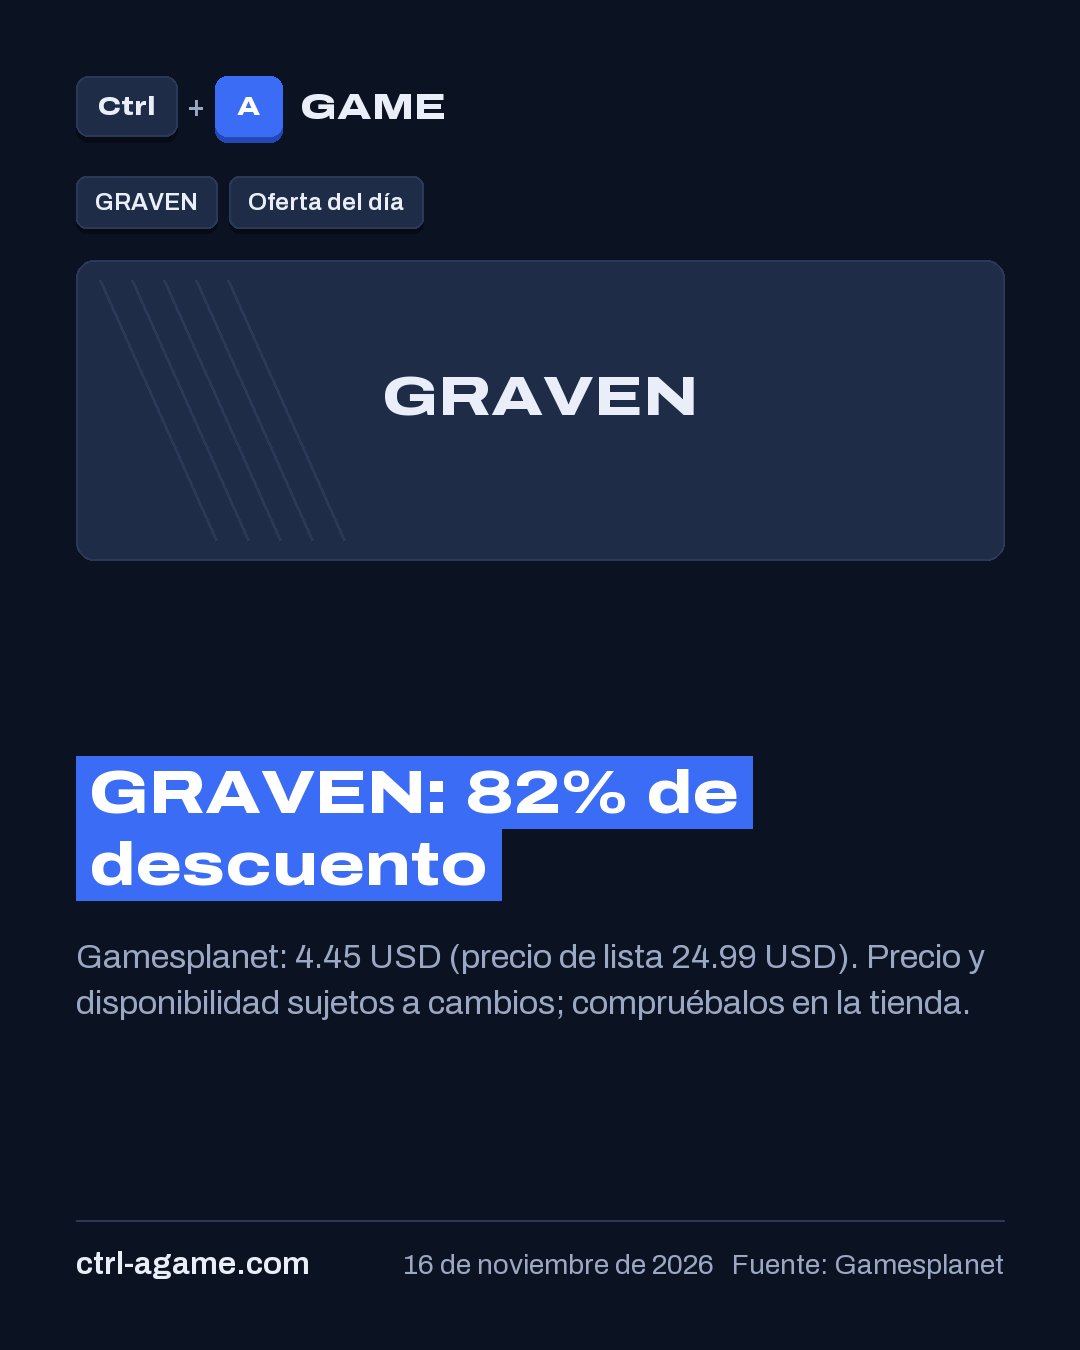 Ctrl + A GAME
GRAVEN Oferta del día
GRAVEN
GRAVEN: 82% de
descuento
Gamesplanet: 4.45 USD (precio de lista 24.99 USD). Precio y
disponibilidad sujetos a cambios; compruébalos en la tienda.
ctrl-agame.com 16 de noviembre de 2026 Fuente: Gamesplanet